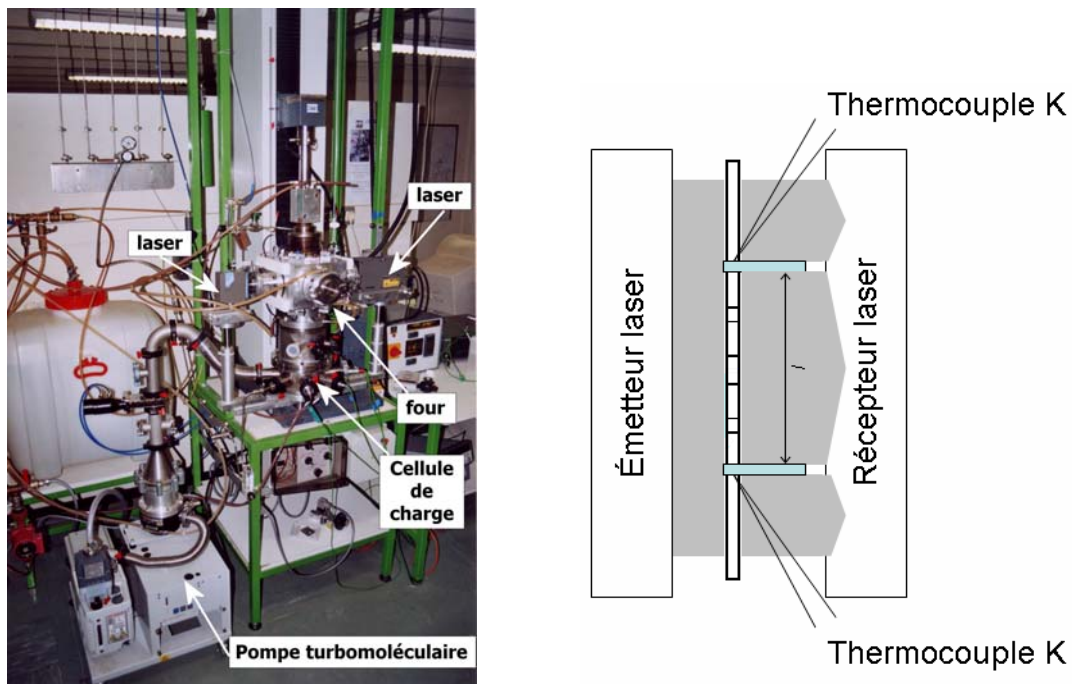 laser
laser
four
Cellule
de
charge
Pompe turbomoléculaire
Thermocouple K
Émetteur laser
l
Récepteur laser
Thermocouple K